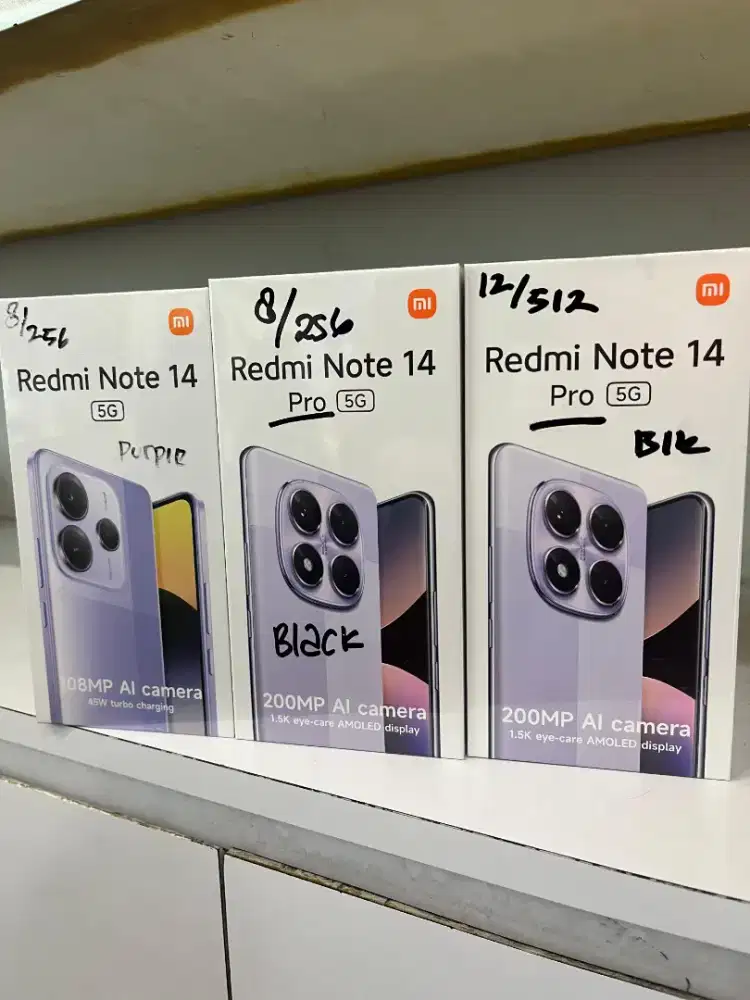 8/256
mi
Redmi Note 14
5G
Purple
08MP AI camera
45W turbo charging
8/256
mi
Redmi Note 14
Pro 5G
Black
200MP AI camera
1.5K eye-care AMOLED display
12/512
mi
Redmi Note 14
Pro 5G
Blk
200MP AI camera
1.5K eye-care AMOLED display